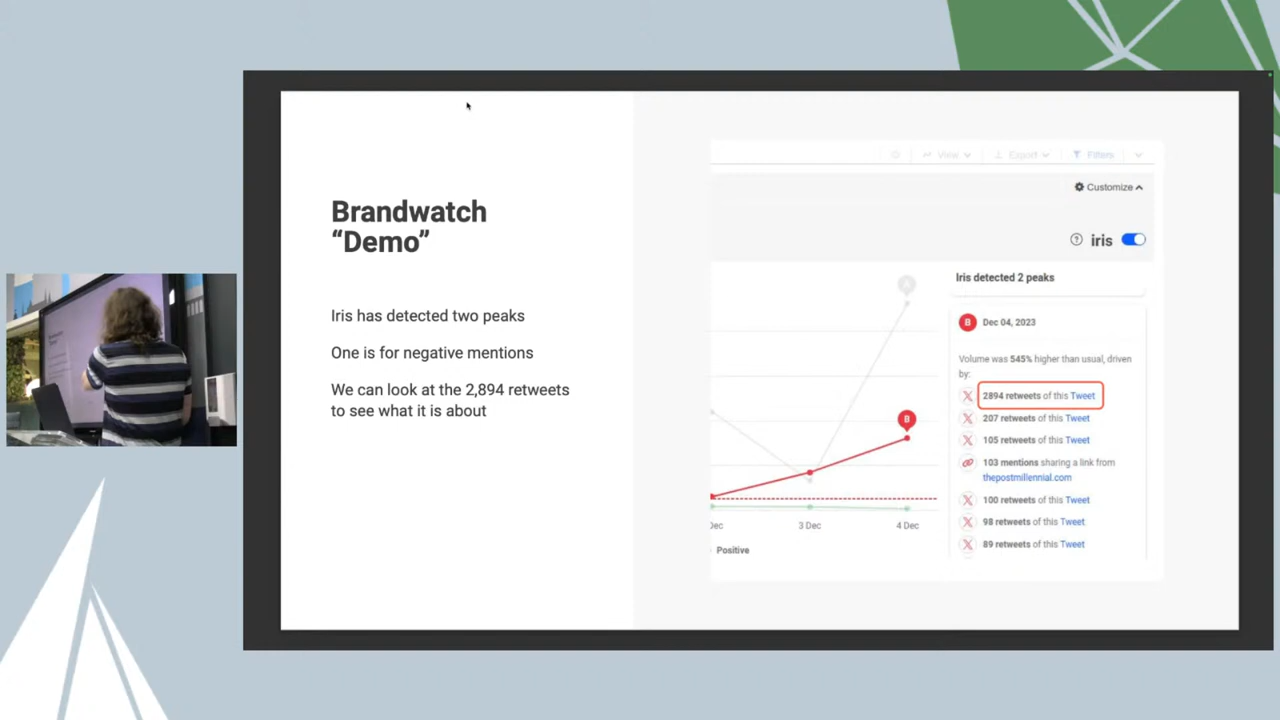 Brandwatch
“Demo”
Iris has detected two peaks
One is for negative mentions
We can look at the 2,894 retweets
to see what it is about
View
Export
Filters
Customize
iris
Iris detected 2 peaks
B
Dec 04, 2023
Volume was 545% higher than usual, driven
by:
2894 retweets of this Tweet
207 retweets of this Tweet
105 retweets of this Tweet
103 mentions sharing a link from
thepostmillennial.com
100 retweets of this Tweet
98 retweets of this Tweet
89 retweets of this Tweet
A
B
Dec
3 Dec
4 Dec
Positive